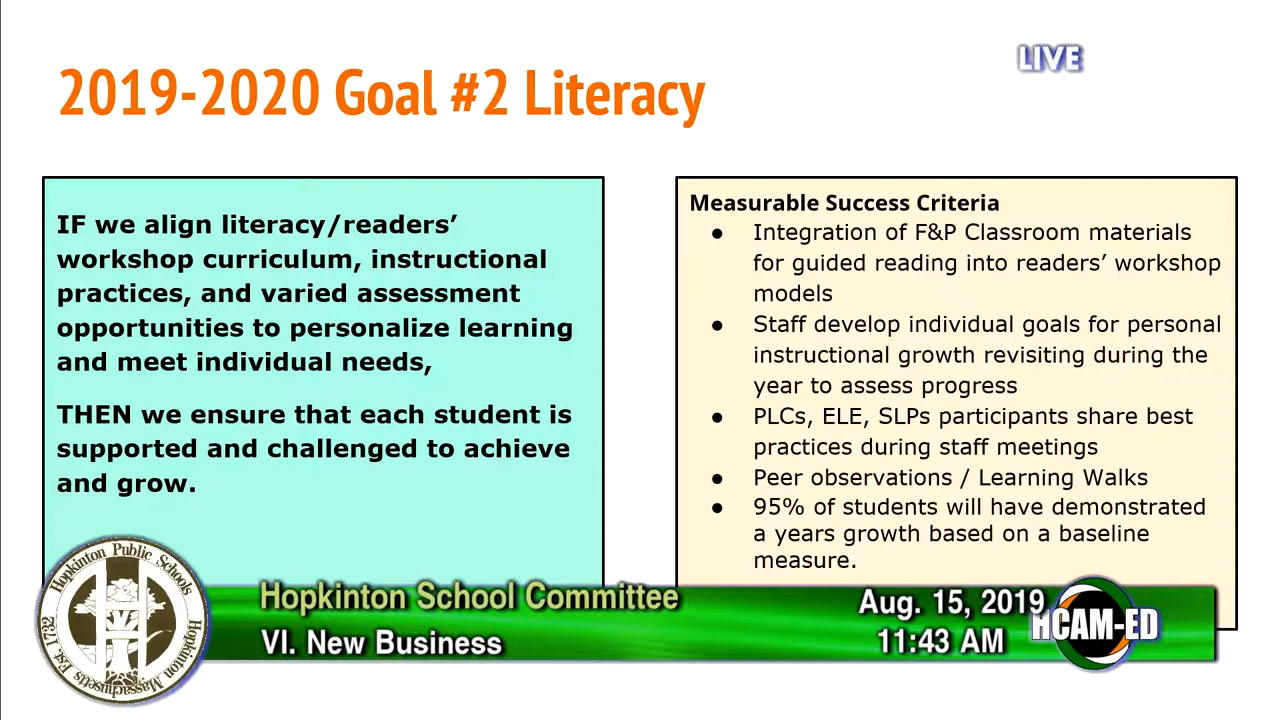 LIVE
2019-2020 Goal #2 Literacy
IF we align literacy/readers’
workshop curriculum, instructional
practices, and varied assessment
opportunities to personalize learning
and meet individual needs,
THEN we ensure that each student is
supported and challenged to achieve
and grow.
Measurable Success Criteria
● Integration of F&P Classroom materials
for guided reading into readers’ workshop
models
● Staff develop individual goals for personal
instructional growth revisiting during the
year to assess progress
● PLCs, ELE, SLPs participants share best
practices during staff meetings
● Peer observations / Learning Walks
● 95% of students will have demonstrated
a years growth based on a baseline
measure.
Hopkinton Public Schools
Hopkinton Massachusetts Est. 1732
H
Hopkinton School Committee
VI. New Business
Aug. 15, 2019
11:43 AM
HCAM-ED